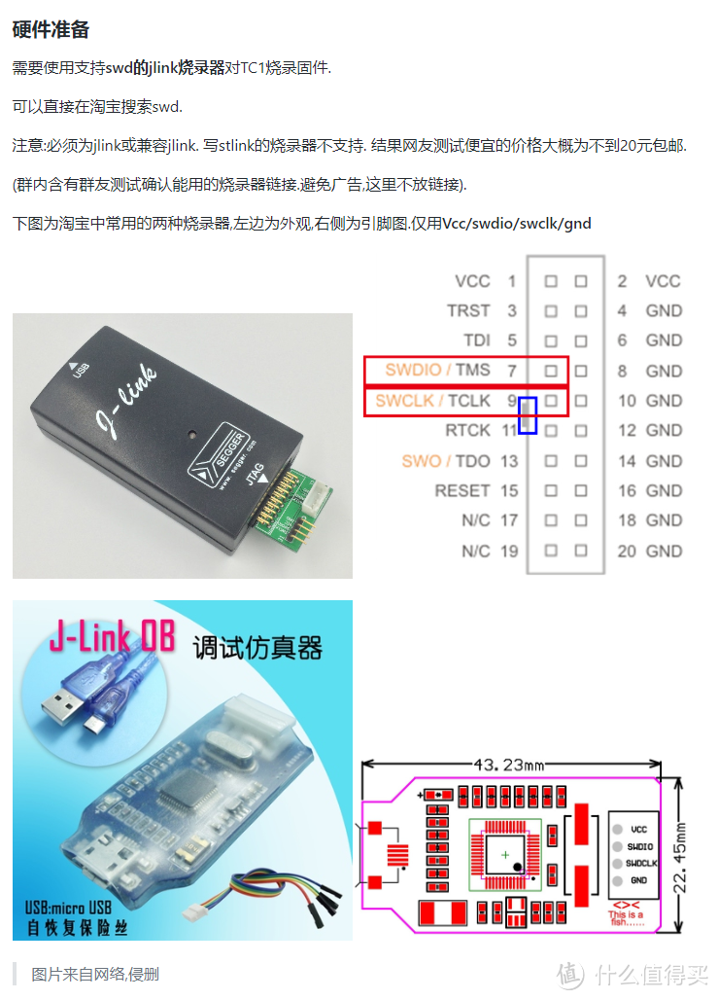 硬件准备
需要使用支持swd的jlink烧录器对TC1烧录固件.
可以直接在淘宝搜索swd.
注意:必须为jlink或兼容jlink. 写stlink的烧录器不支持. 结果网友测试便宜的价格大概为不到20元包邮.
(群内含有群友测试确认能用的烧录器链接.避免广告,这里不放链接).
下图为淘宝中常用的两种烧录器,左边为外观,右侧为引脚图.仅用Vcc/swdio/swclk/gnd
USB
J-link
SEGGER
www.segger.com
JTAG
VCC 1 2 VCC
TRST 3 4 GND
TDI 5 6 GND
SWDIO / TMS 7 8 GND
SWCLK / TCLK 9 10 GND
RTCK 11 12 GND
SWO / TDO 13 14 GND
RESET 15 16 GND
N/C 17 18 GND
N/C 19 20 GND
J-Link OB 调试仿真器
USB:micro USB
自恢复保险丝
43.23mm
22.45mm
VCC
SWDIO
SWDCLK
GND
<><
This is a
fish......
图片来自网络,侵删
值 什么值得买